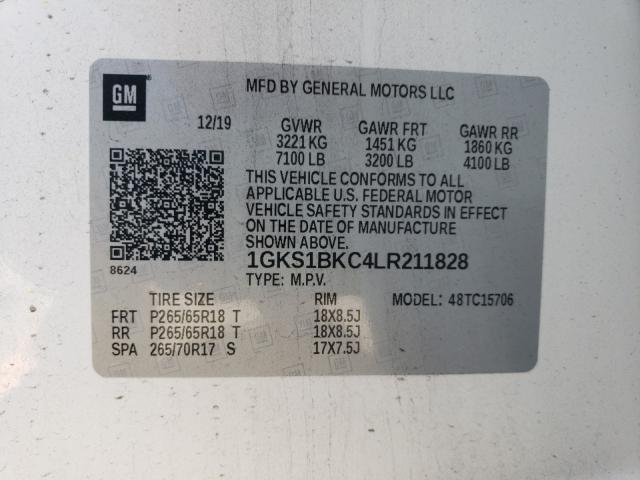 GM
MFD BY GENERAL MOTORS LLC
12/19 GVWR GAWR FRT GAWR RR
3221 KG 1451 KG 1860 KG
7100 LB 3200 LB 4100 LB
THIS VEHICLE CONFORMS TO ALL
APPLICABLE U.S. FEDERAL MOTOR
VEHICLE SAFETY STANDARDS IN EFFECT
ON THE DATE OF MANUFACTURE
SHOWN ABOVE.
1GKS1BKC4LR211828
8624
TYPE: M.P.V.
TIRE SIZE RIM MODEL: 48TC15706
FRT P265/65R18 T 18X8.5J
RR P265/65R18 T 18X8.5J
SPA 265/70R17 S 17X7.5J